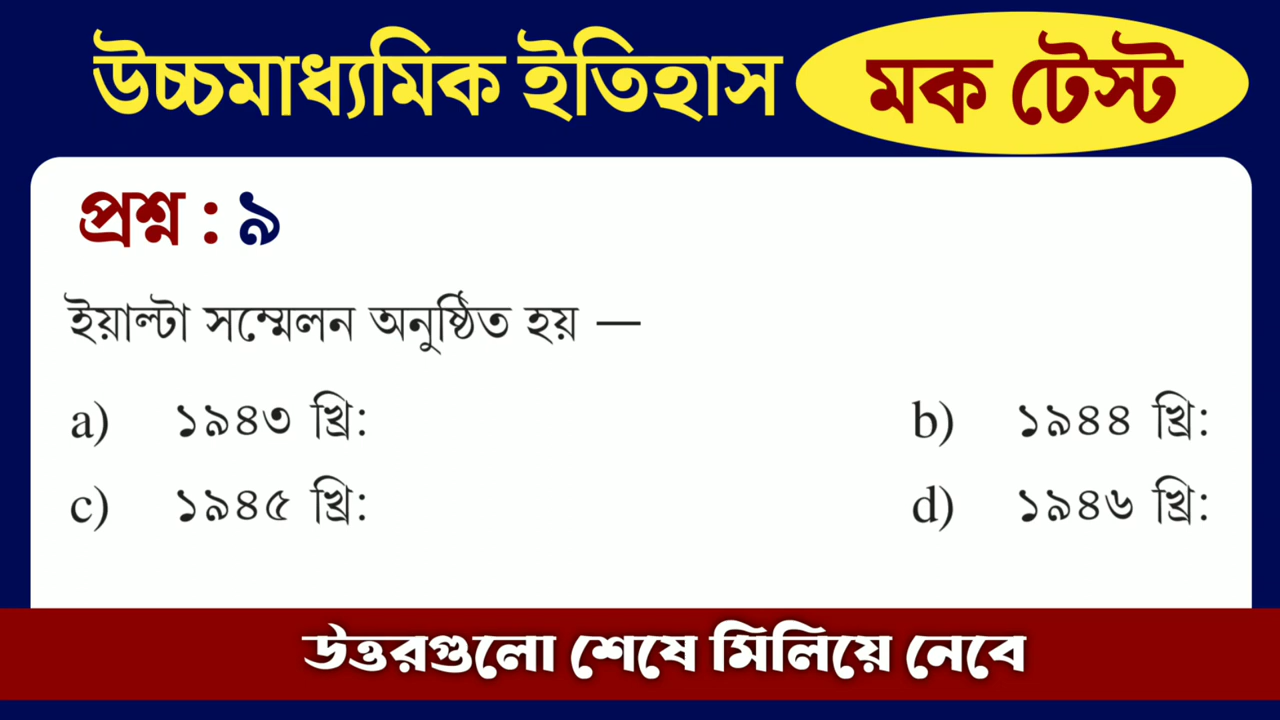 উচ্চমাধ্যমিক ইতিহাস মক টেস্ট
প্রশ্ন : ৯
ইয়াল্টা সম্মেলন অনুষ্ঠিত হয় —
a) ১৯৪৩ খ্রি: b) ১৯৪৪ খ্রি:
c) ১৯৪৫ খ্রি: d) ১৯৪৬ খ্রি:
উত্তরগুলো শেষে মিলিয়ে নেবে